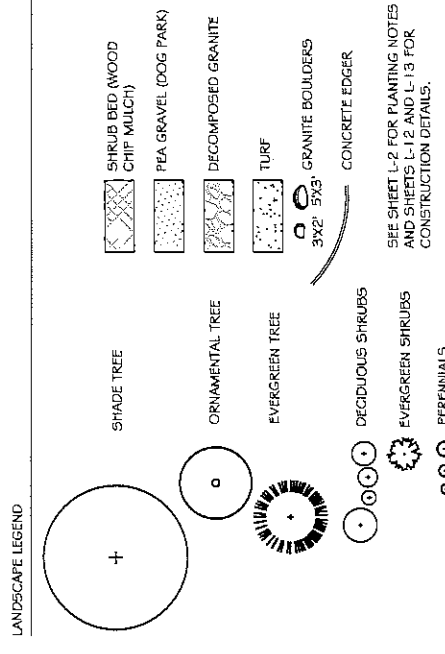 LANDSCAPE LEGEND
SHADE TREE
ORNAMENTAL TREE
EVERGREEN TREE
DECIDUOUS SHRUBS
EVERGREEN SHRUBS
PERENNIALS
SHRUB BED (WOOD
CHIP MULCH)
PEA GRAVEL (DOG PARK)
DECOMPOSED GRANITE
TURF
GRANITE BOULDERS
3'X2' 5'X3'
CONCRETE EDGER
SEE SHEET L-2 FOR PLANTING NOTES
AND SHEETS L-12 AND L-13 FOR
CONSTRUCTION DETAILS.